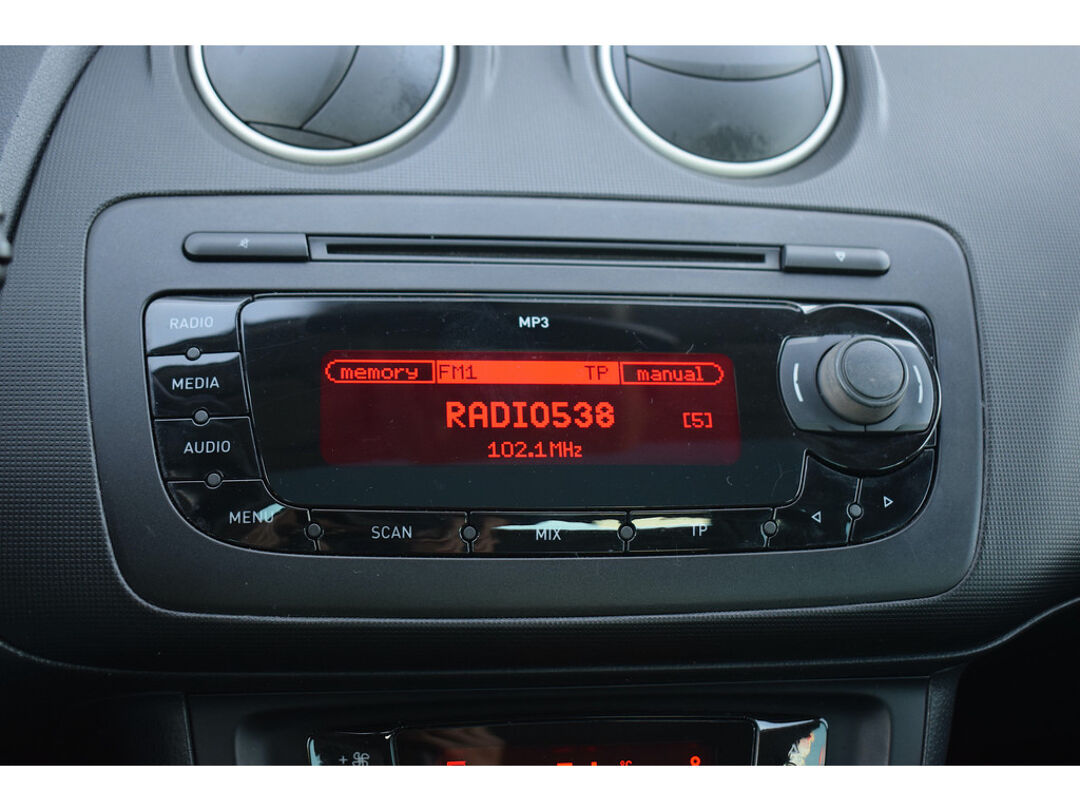 RADIO
MP3
MEDIA
memory FM1 TP manual
RADIO538 [5]
102.1MHz
AUDIO
MENU
SCAN
MIX
TP